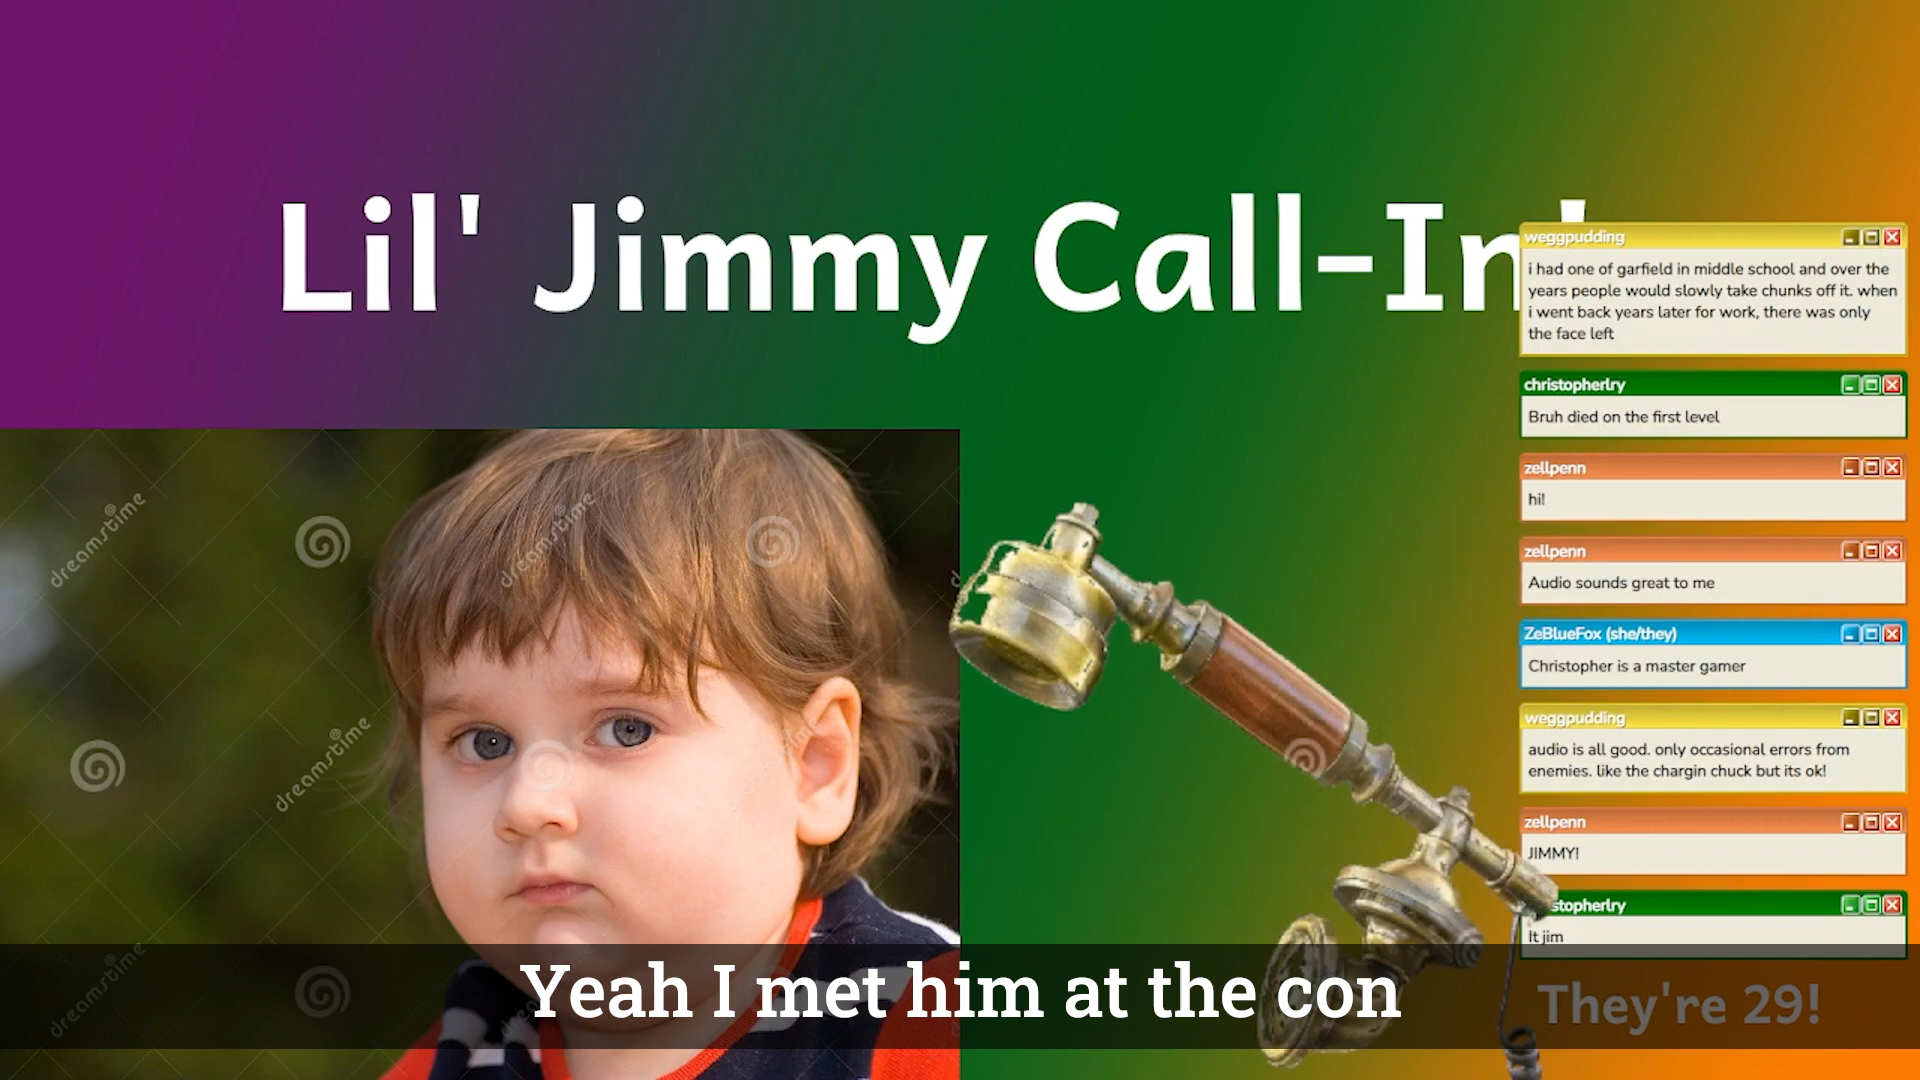 Lil' Jimmy Call-In'
weggpudding
i had one of garfield in middle school and over the
years people would slowly take chunks off it. when
i went back years later for work, there was only
the face left
christopherlry
Bruh died on the first level
zellpenn
hi!
zellpenn
Audio sounds great to me
ZeBlueFox (she/they)
Christopher is a master gamer
weggpudding
audio is all good. only occasional errors from
enemies. like the chargin chuck but its ok!
zellpenn
JIMMY!
stopherlry
It jim
Yeah I met him at the con
They're 29!
dreamstime
dreamstime
dreamstime
dreamstime